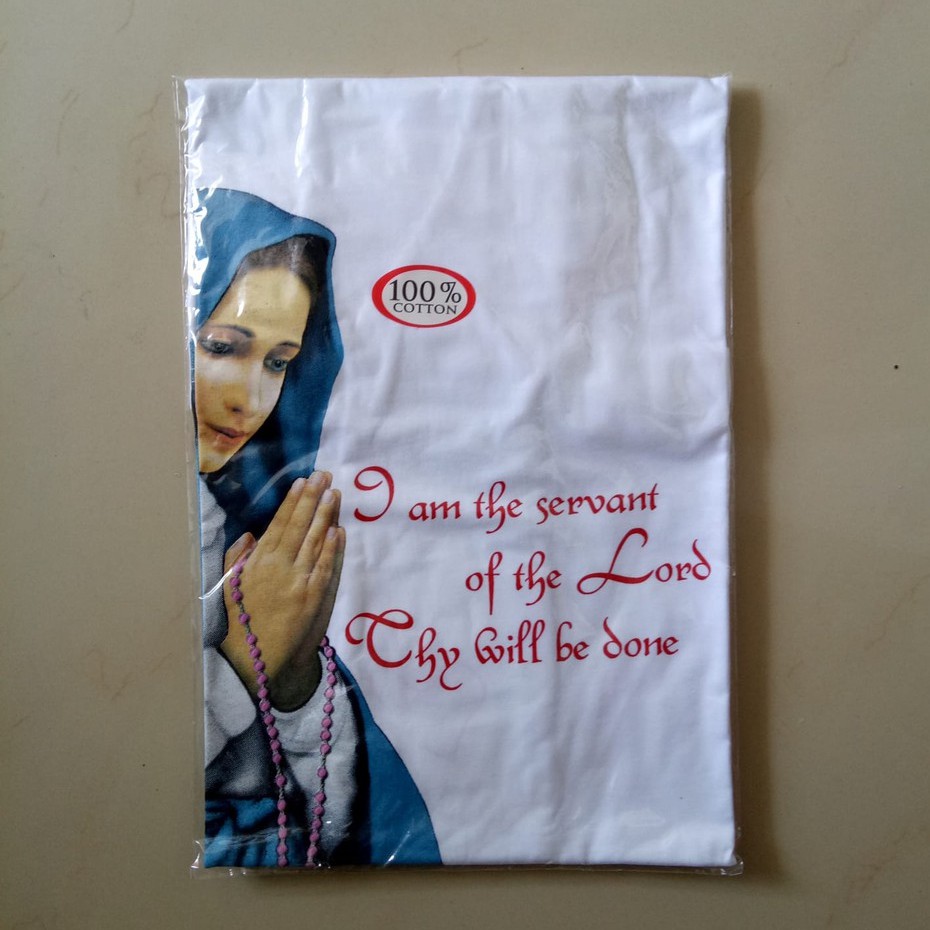 100%
COTTON
I am the servant
of the Lord
Thy will be done